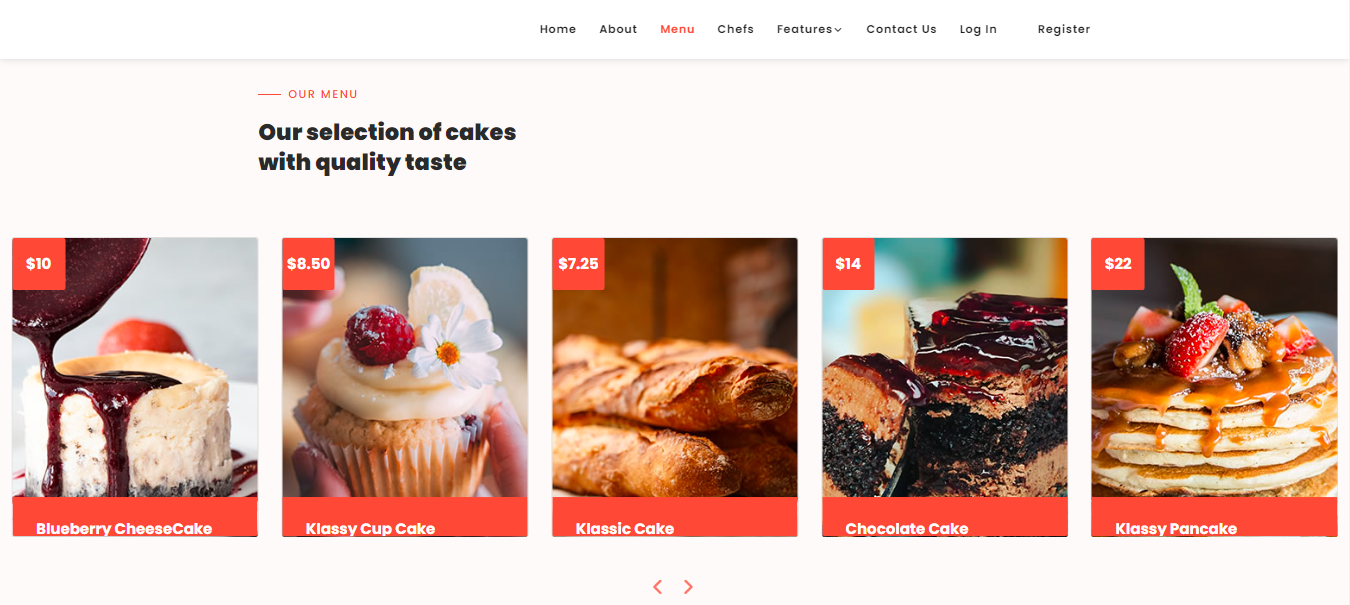 Home About Menu Chefs Features Contact Us Log In Register
OUR MENU
Our selection of cakes
with quality taste
$10
$8.50
$7.25
$14
$22
Blueberry CheeseCake
Klassy Cup Cake
Klassic Cake
Chocolate Cake
Klassy Pancake